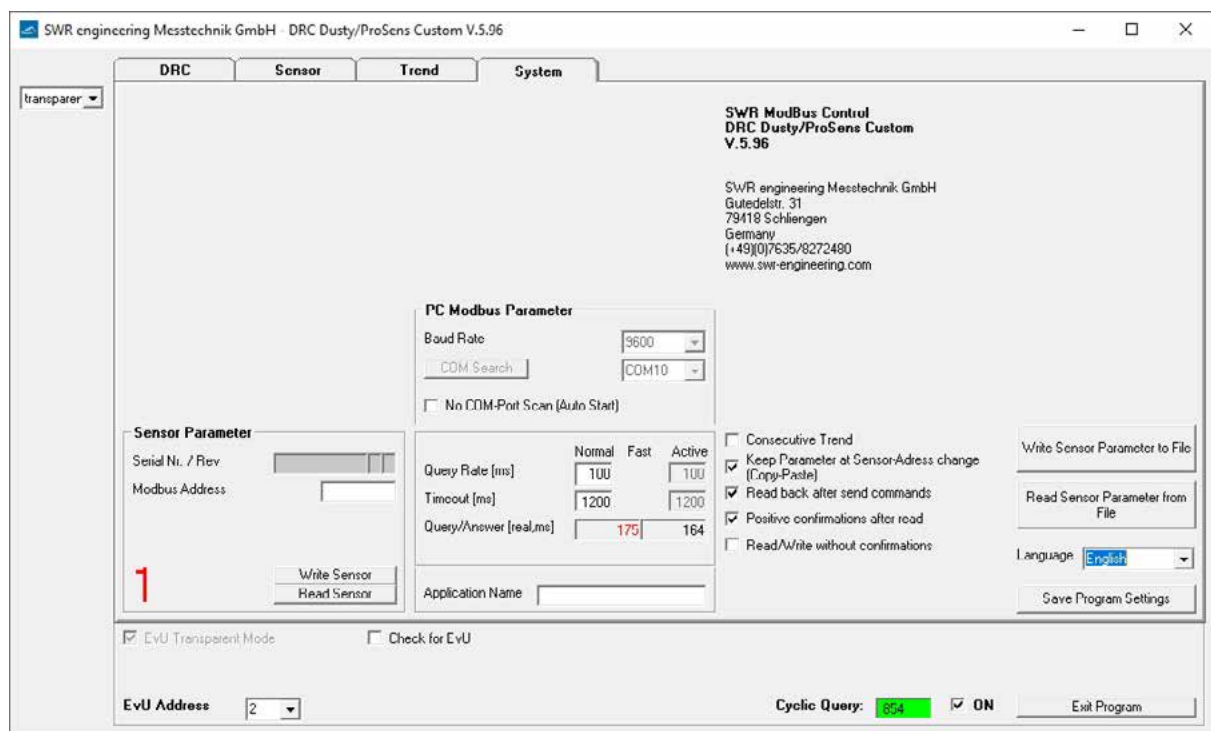 SWR engineering Messtechnik GmbH - DRC Dusty/ProSens Custom V.5.96
DRC Sensor Trend System
transparer
SWR ModBus Control
DRC Dusty/ProSens Custom
V.5.96
SWR engineering Messtechnik GmbH
Gutedelstr. 31
79418 Schliengen
Germany
(+49)(0)7635/8272480
www.swr-engineering.com
PC Modbus Parameter
Baud Rate 9600
COM Search COM10
No COM-Port Scan (Auto Start)
Sensor Parameter
Serial Nr. / Rev
Modbus Address
1
Write Sensor
Read Sensor
Normal Fast Active
Query Rate [ms] 100 100
Timeout [ms] 1200 1200
Query/Answer [real,ms] 175 164
Application Name
Consecutive Trend
Keep Parameter at Sensor-Adress change
(Copy-Paste)
Read back after send commands
Positive confirmations after read
Read/Write without confirmations
Write Sensor Parameter to File
Read Sensor Parameter from
File
Language English
Save Program Settings
EvU Transparent Mode Check for EvU
EvU Address 2
Cyclic Query: 854 ON Exit Program